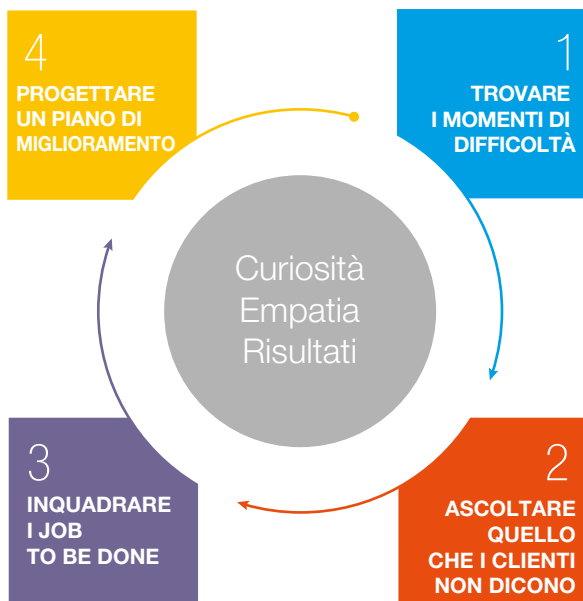 4
PROGETTARE
UN PIANO DI
MIGLIORAMENTO
1
TROVARE
I MOMENTI DI
DIFFICOLTÀ
Curiosità
Empatia
Risultati
3
INQUADRARE
I JOB
TO BE DONE
2
ASCOLTARE
QUELLO
CHE I CLIENTI
NON DICONO